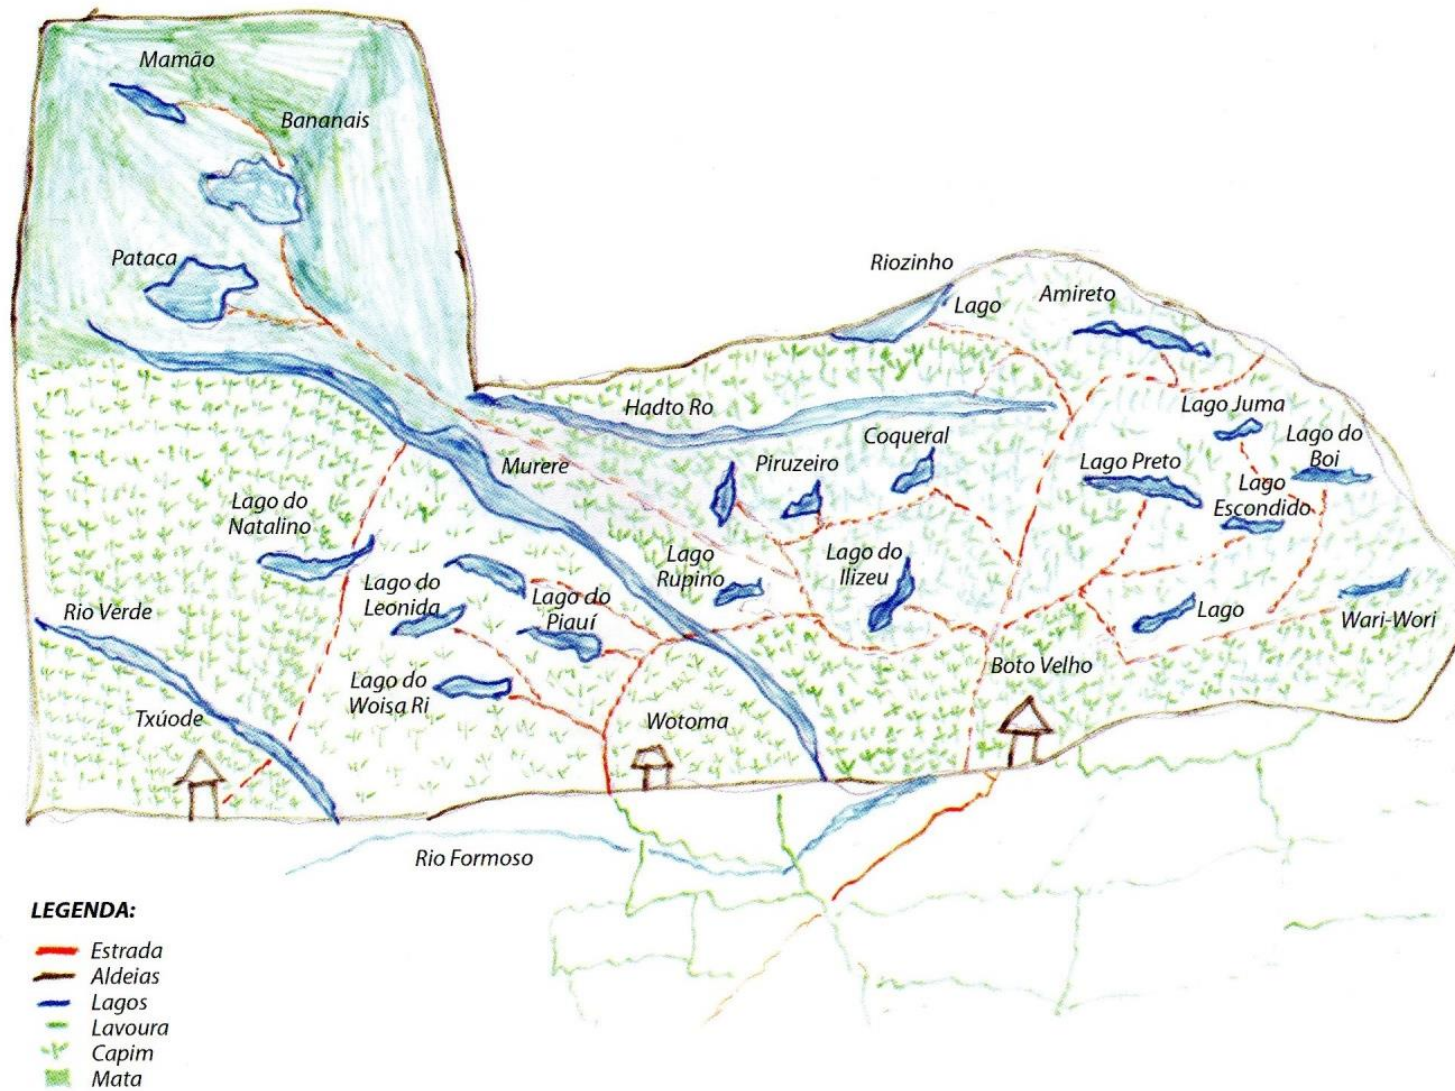 Mamão
Bananais
Pataca
Riozinho
Lago
Amireto
Hadto Ro
Lago Juma
Coqueral
Lago do
Boi
Piruzeiro
Lago Preto
Murere
Lago
Escondido
Lago do
Natalino
Lago
Rupino
Lago do
Ilizeu
Lago do
Leonida
Lago do
Piauí
Rio Verde
Lago
Wari-Wori
Boto Velho
Lago do
Woisa Ri
Txúode
Wotoma
Rio Formoso
LEGENDA:
Estrada
Aldeias
Lagos
Lavoura
Capim
Mata